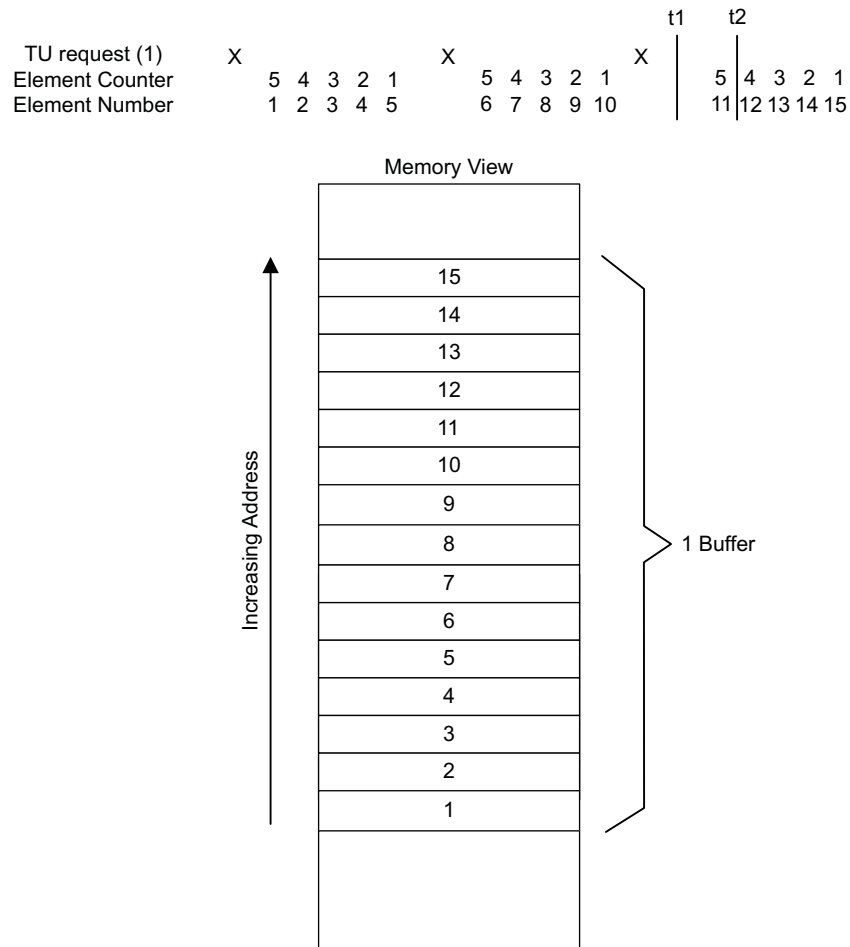 t1 t2
TU request (1) X X X
Element Counter 5 4 3 2 1 5 4 3 2 1 5 4 3 2 1
Element Number 1 2 3 4 5 6 7 8 9 10 11 12 13 14 15
Memory View
15
14
13
12
11
10
9
8
7
6
5
4
3
2
1
Increasing Address
1 Buffer